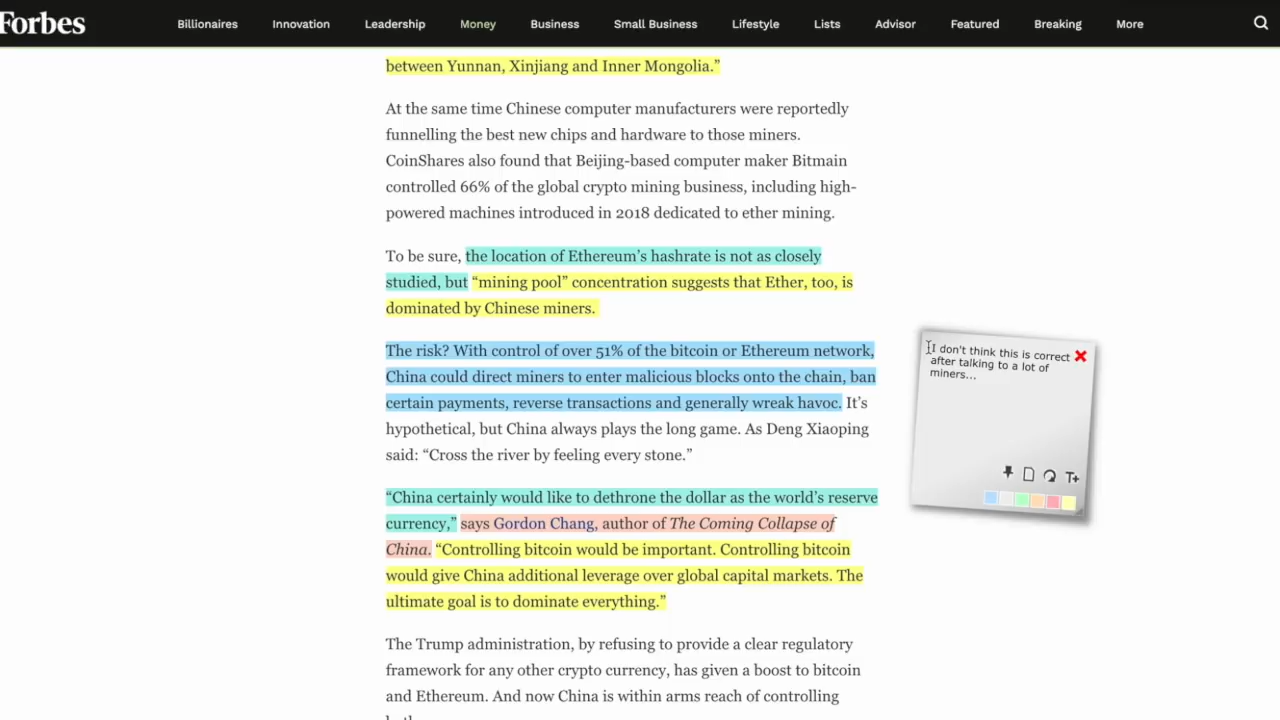 Forbes
Billionaires
Innovation
Leadership
Money
Business
Small Business
Lifestyle
Lists
Advisor
Featured
Breaking
More
between Yunnan, Xinjiang and Inner Mongolia.”
At the same time Chinese computer manufacturers were reportedly
funnelling the best new chips and hardware to those miners.
CoinShares also found that Beijing-based computer maker Bitmain
controlled 66% of the global crypto mining business, including high-
powered machines introduced in 2018 dedicated to ether mining.
To be sure, the location of Ethereum’s hashrate is not as closely
studied, but “mining pool” concentration suggests that Ether, too, is
dominated by Chinese miners.
The risk? With control of over 51% of the bitcoin or Ethereum network,
China could direct miners to enter malicious blocks onto the chain, ban
certain payments, reverse transactions and generally wreak havoc. It’s
hypothetical, but China always plays the long game. As Deng Xiaoping
said: “Cross the river by feeling every stone.”
“China certainly would like to dethrone the dollar as the world’s reserve
currency,” says Gordon Chang, author of The Coming Collapse of
China. “Controlling bitcoin would be important. Controlling bitcoin
would give China additional leverage over global capital markets. The
ultimate goal is to dominate everything.”
The Trump administration, by refusing to provide a clear regulatory
framework for any other crypto currency, has given a boost to bitcoin
and Ethereum. And now China is within arms reach of controlling
I don't think this is correct
after talking to a lot of
miners...
T+